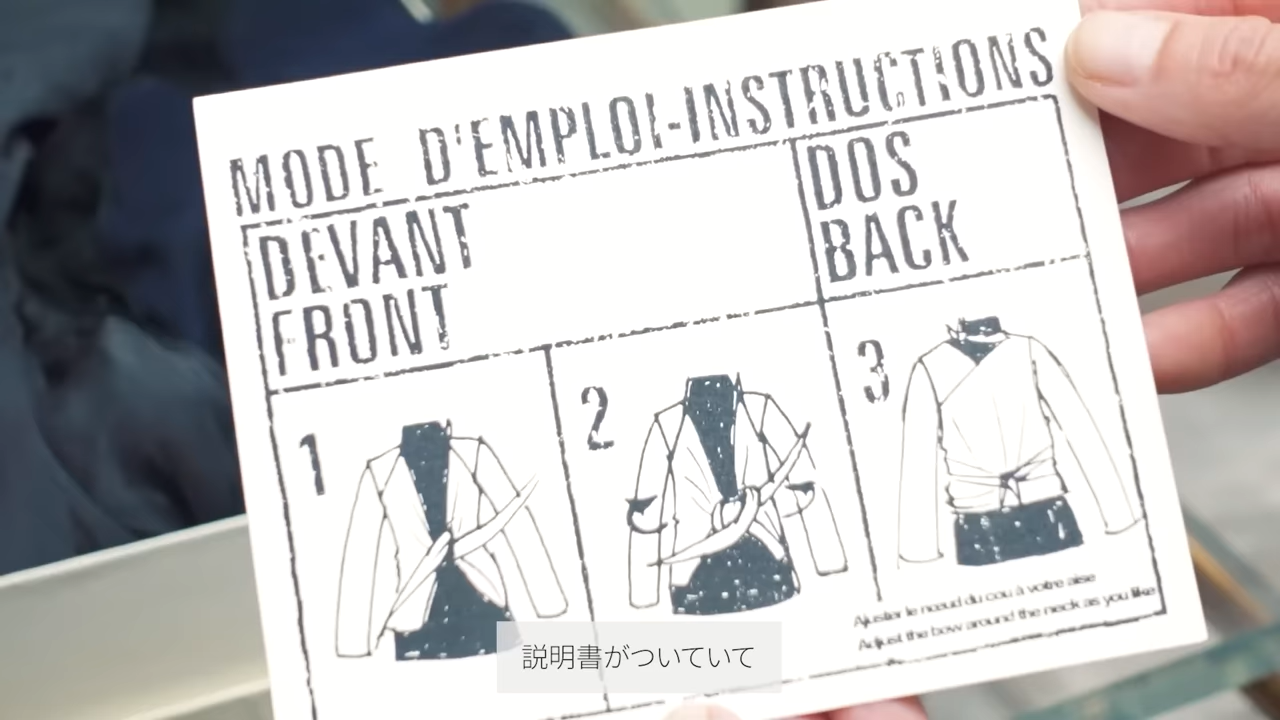 MODE D'EMPLOI-INSTRUCTIONS
DEVANT
FRONT
DOS
BACK
1
2
3
Ajuster le nœud du cou à votre aise
Adjust the bow around the neck as you like
説明書がついていて